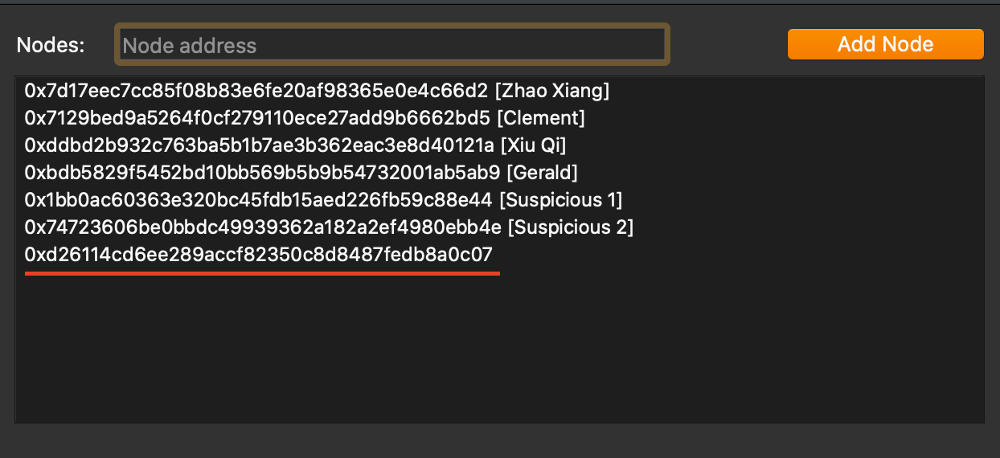 Nodes:
Node address
Add Node
0x7d17eec7cc85f08b83e6fe20af98365e0e4c66d2 [Zhao Xiang]
0x7129bed9a5264f0cf279110ece27add9b6662bd5 [Clement]
0xddbd2b932c763ba5b1b7ae3b362eac3e8d40121a [Xiu Qi]
0xbdb5829f5452bd10bb569b5b9b54732001ab5ab9 [Gerald]
0x1bb0ac60363e320bc45fdb15aed226fb59c88e44 [Suspicious 1]
0x74723606be0bbdc49939362a182a2ef4980ebb4e [Suspicious 2]
0xd26114cd6ee289accf82350c8d8487fedb8a0c07